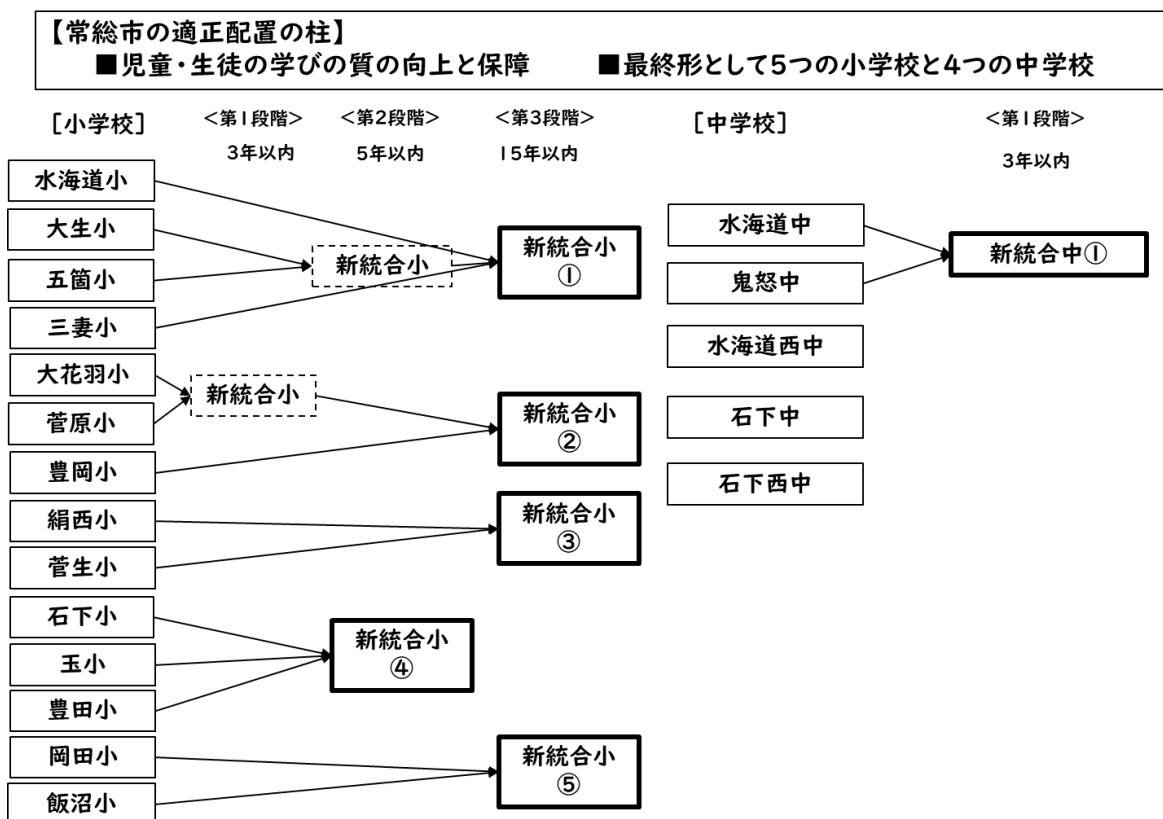 【常総市の適正配置の柱】
■児童・生徒の学びの質の向上と保障 ■最終形として5つの小学校と4つの中学校
[小学校] <第1段階> <第2段階> <第3段階> [中学校] <第1段階>
3年以内 5年以内 15年以内 3年以内
水海道小
大生小
五箇小
三妻小
大花羽小
菅原小
豊岡小
絹西小
菅生小
石下小
玉小
豊田小
岡田小
飯沼小
新統合小
新統合小
新統合小
①
新統合小
②
新統合小
③
新統合小
④
新統合小
⑤
水海道中
鬼怒中
水海道西中
石下中
石下西中
新統合中①